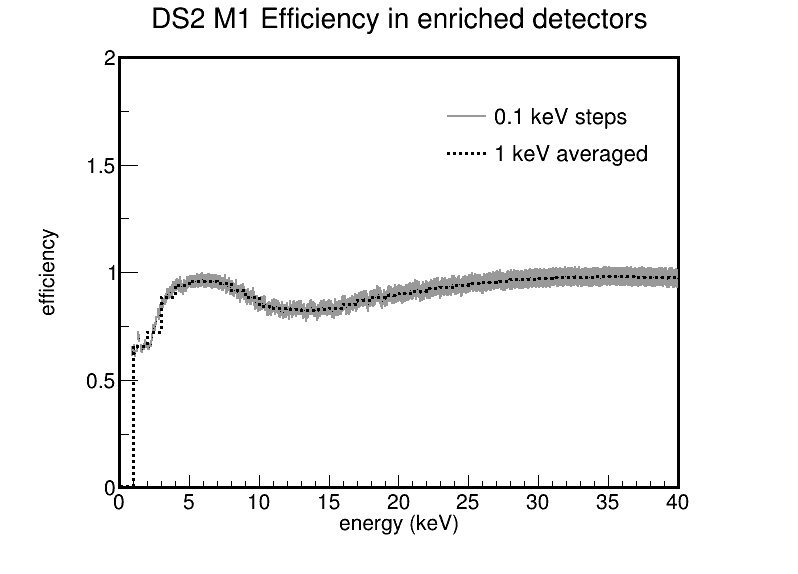 DS2 M1 Efficiency in enriched detectors
2
0.1 keV steps
1 keV averaged
1.5
efficiency
1
0.5
0
0 5 10 15 20 25 30 35 40
energy (keV)